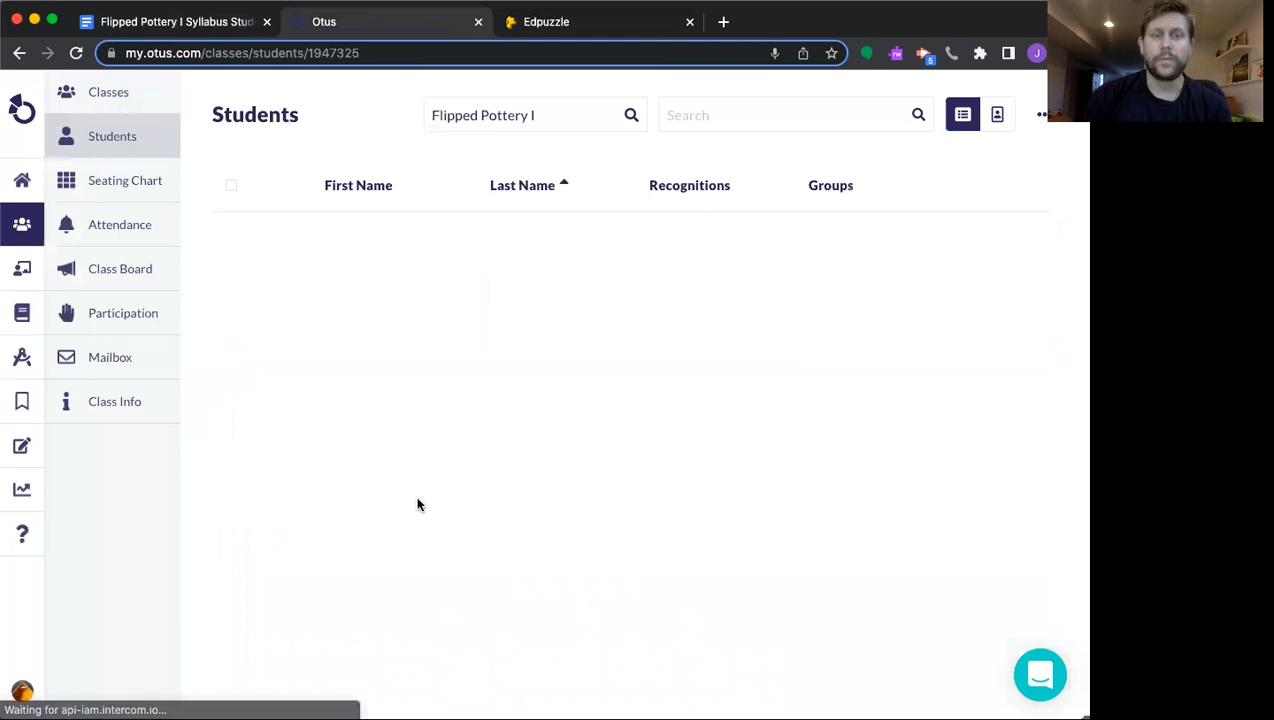 Flipped Pottery I Syllabus Stud
Otus
Edpuzzle
my.otus.com/classes/students/1947325
5
J
Classes
Students
Seating Chart
Attendance
Class Board
Participation
Mailbox
Class Info
Students
Flipped Pottery I
Search
First Name
Last Name
Recognitions
Groups
Waiting for api-iam.intercom.io...